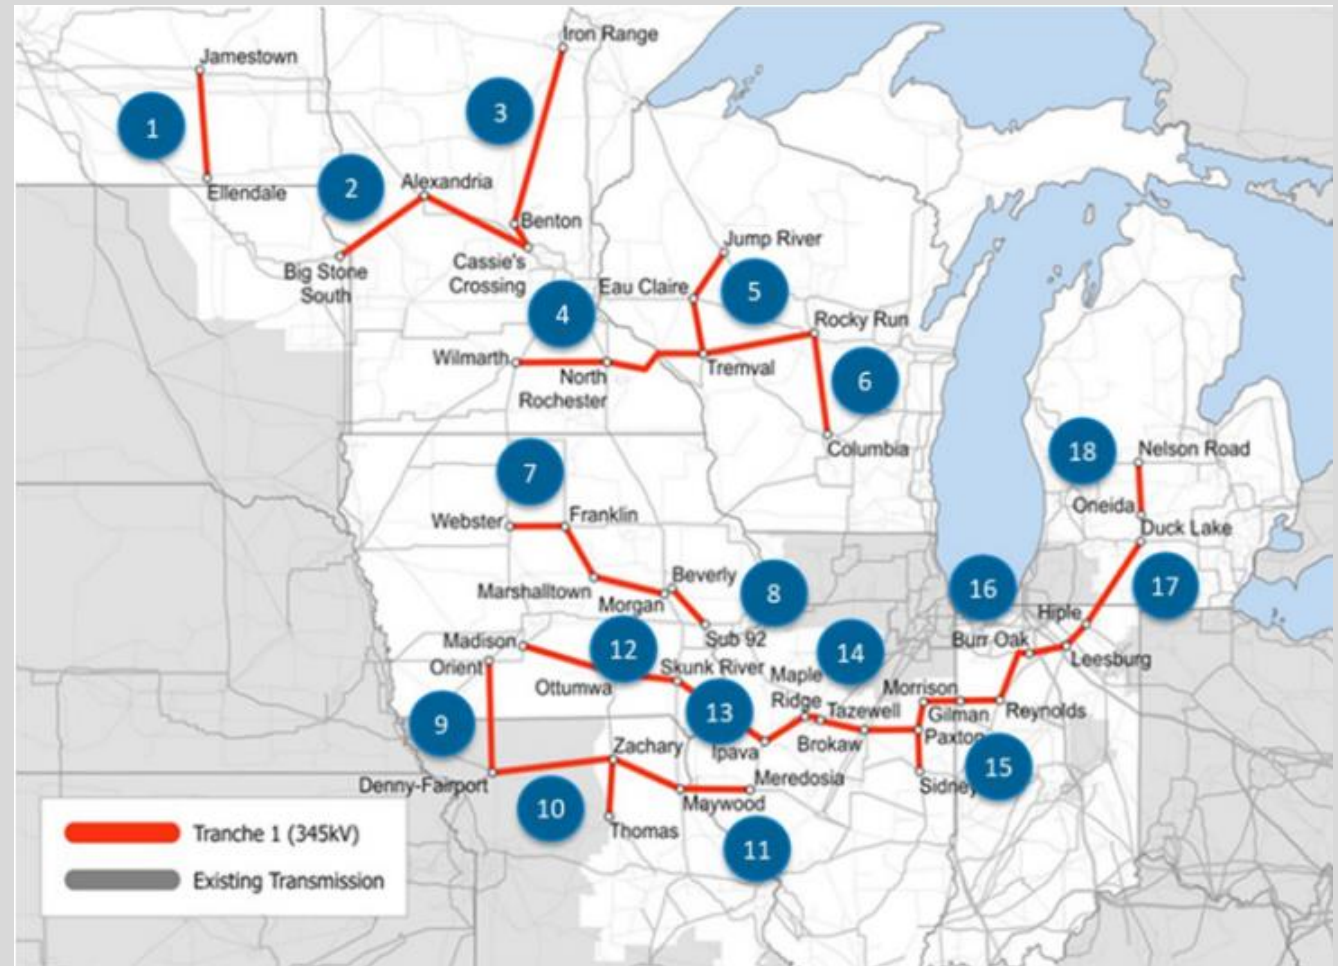 Iron Range
Jamestown
3
1
Alexandria
2
Ellendale
Benton
Jump River
Cassie's
Crossing
Big Stone
South
Eau Claire
5
4
Rocky Run
Wilmarth
North
Rochester
Tremval
6
Columbia
18
Nelson Road
7
Oneida
Webster
Franklin
Duck Lake
Beverly
Marshalltown
Morgan
8
16
17
Hiple
Madison
12
Sub 92
14
Burr Oak
Orient
Skunk River
Leesburg
Ottumwa
Maple
Ridge
Morrison
9
13
Tazewell
Gilman
Reynolds
Zachary
Ipava
Brokaw
Paxton
Denny-Fairport
Meredosia
Sidney
15
10
Maywood
Thomas
11
Tranche 1 (345kV)
Existing Transmission